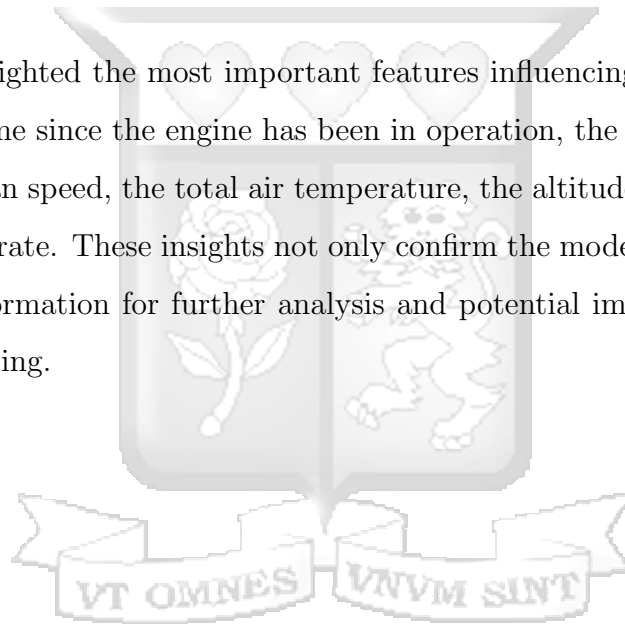 ighted the most important features influencing
ne since the engine has been in operation, the
n speed, the total air temperature, the altitud
rate. These insights not only confirm the mode
ormation for further analysis and potential im
ing.
VT OMNES VNVM SINT